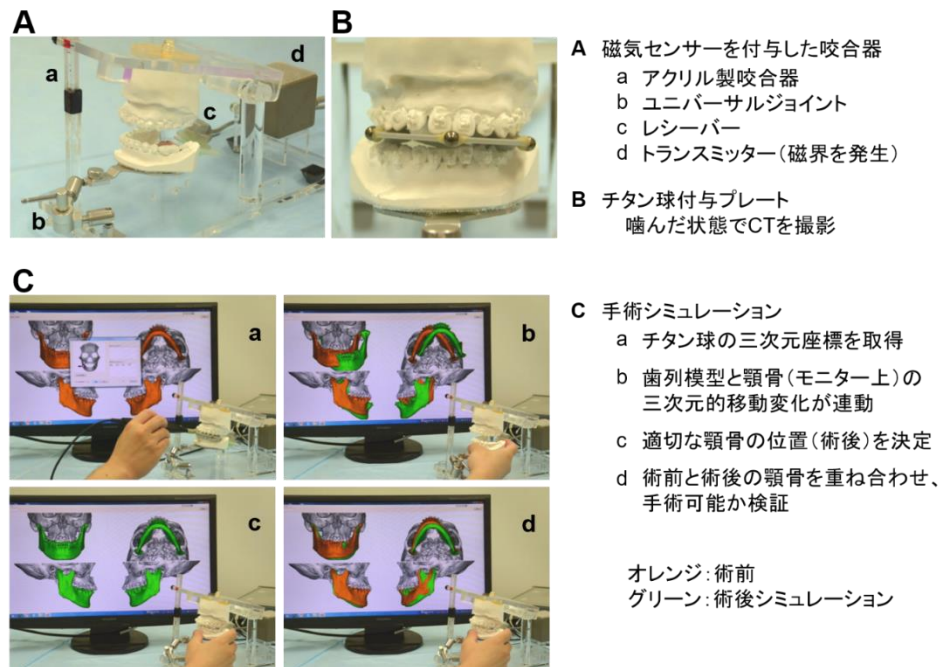 A
a
b
c
d
B
A 磁気センサーを付与した咬合器
a アクリル製咬合器
b ユニバーサルジョイント
c レシーバー
d トランスミッター(磁界を発生)
B チタン球付与プレート
噛んだ状態でCTを撮影
C
a
b
c
d
C 手術シミュレーション
a チタン球の三次元座標を取得
b 歯列模型と顎骨(モニター上)の
三次元的移動変化が連動
c 適切な顎骨の位置(術後)を決定
d 術前と術後の顎骨を重ね合わせ、
手術可能か検証
オレンジ:術前
グリーン:術後シミュレーション